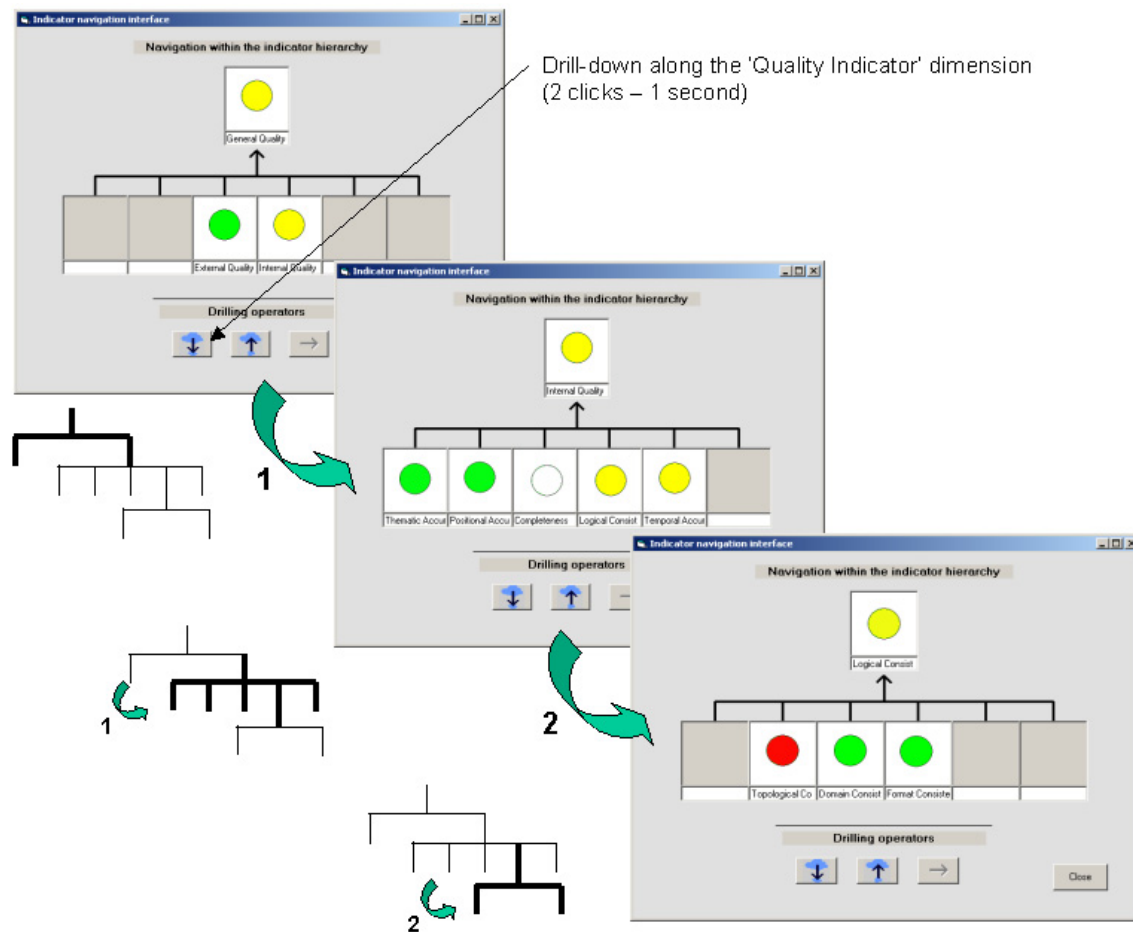 Indicator navigation interface
Navigation within the indicator hierarchy
General Quality
External Quality
Internal Quality
Drilling operators
Drill-down along the 'Quality Indicator' dimension
(2 clicks – 1 second)
1
Indicator navigation interface
Navigation within the indicator hierarchy
Internal Quality
Thematic Accur
Positional Accu
Completeness
Logical Consist
Temporal Accur
Drilling operators
2
Indicator navigation interface
Navigation within the indicator hierarchy
Logical Consist
Topological Co
Domain Consist
Format Consiste
Drilling operators
Close
1
2